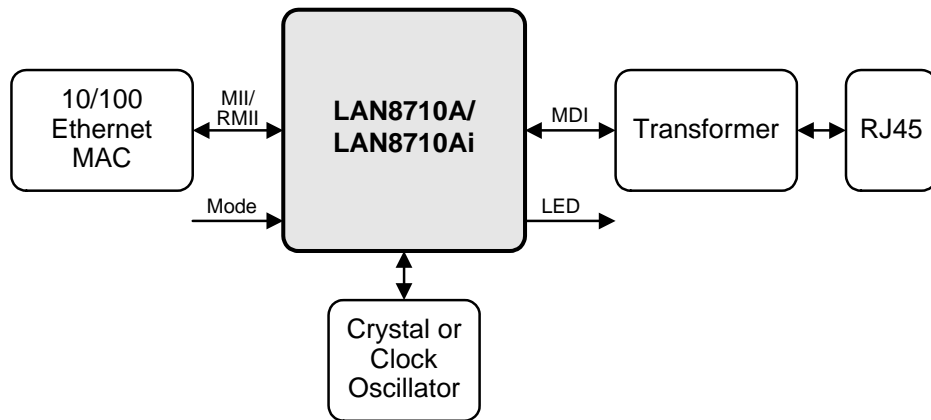 10/100
Ethernet
MAC
MII/
RMII
Mode
LAN8710A/
LAN8710Ai
MDI
LED
Transformer
RJ45
Crystal or
Clock
Oscillator